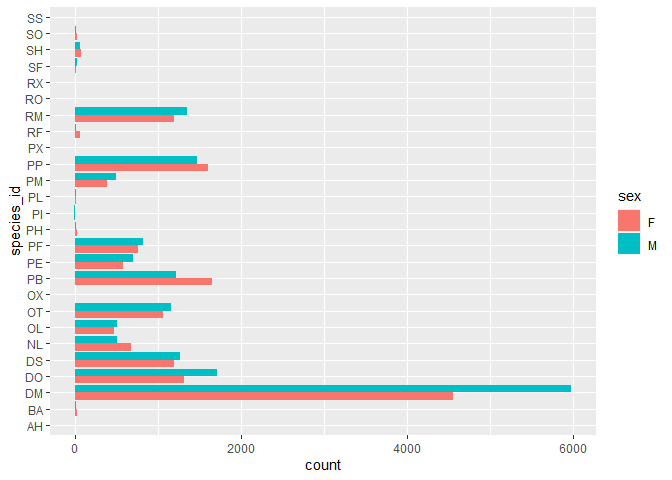 SS
SO
SH
SF
RX
RO
RM
RF
PX
PP
PM
PL
PI
PH
PF
PE
PB
OX
OT
OL
NL
DS
DO
DM
BA
AH
species_id
0 2000 4000 6000
count
sex
F
M